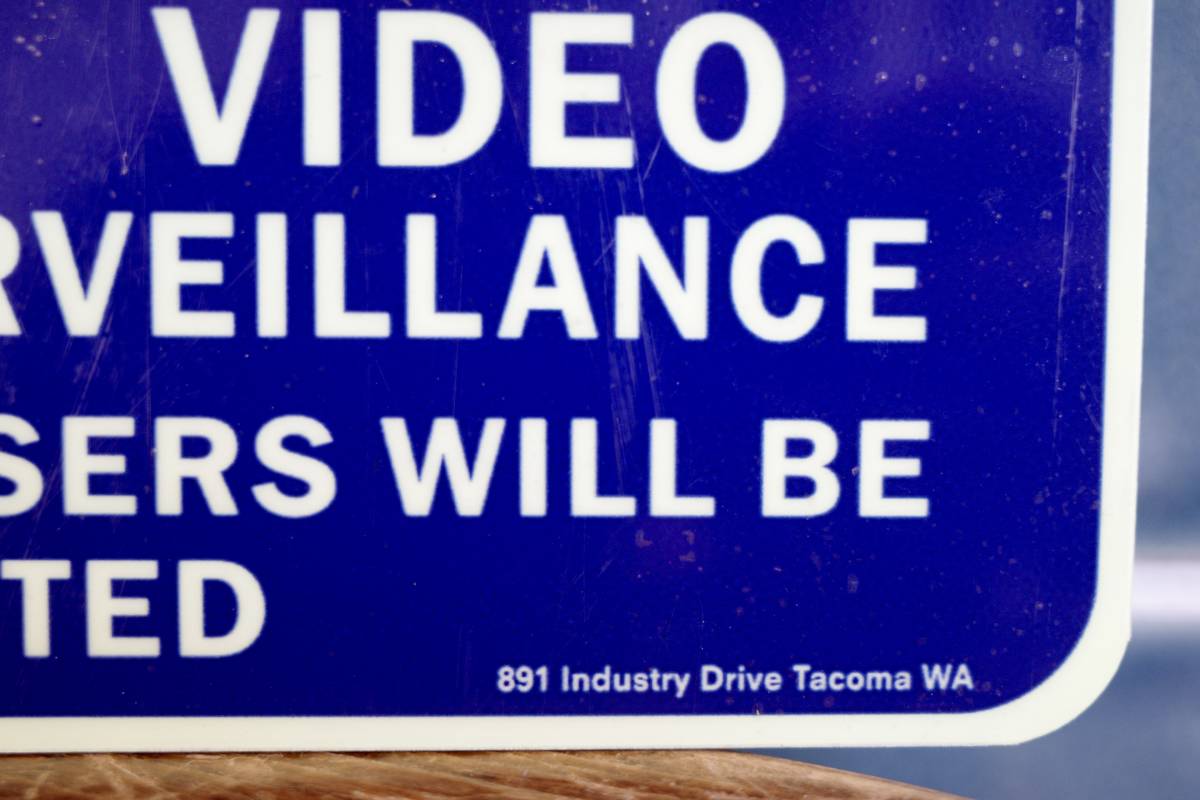 VIDEO
RVEILLANCE
SERS WILL BE
TED
891 Industry Drive Tacoma WA